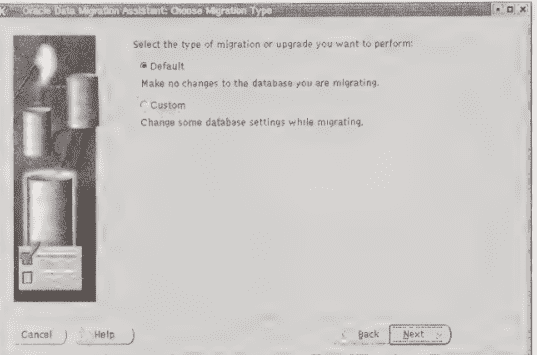 Oracle Data Migration Assistant: Choose Migration Type
Select the type of migration or upgrade you want to perform:
Default
Make no changes to the database you are migrating.
Custom
Change some database settings while migrating.
Cancel
Help
Back
Next